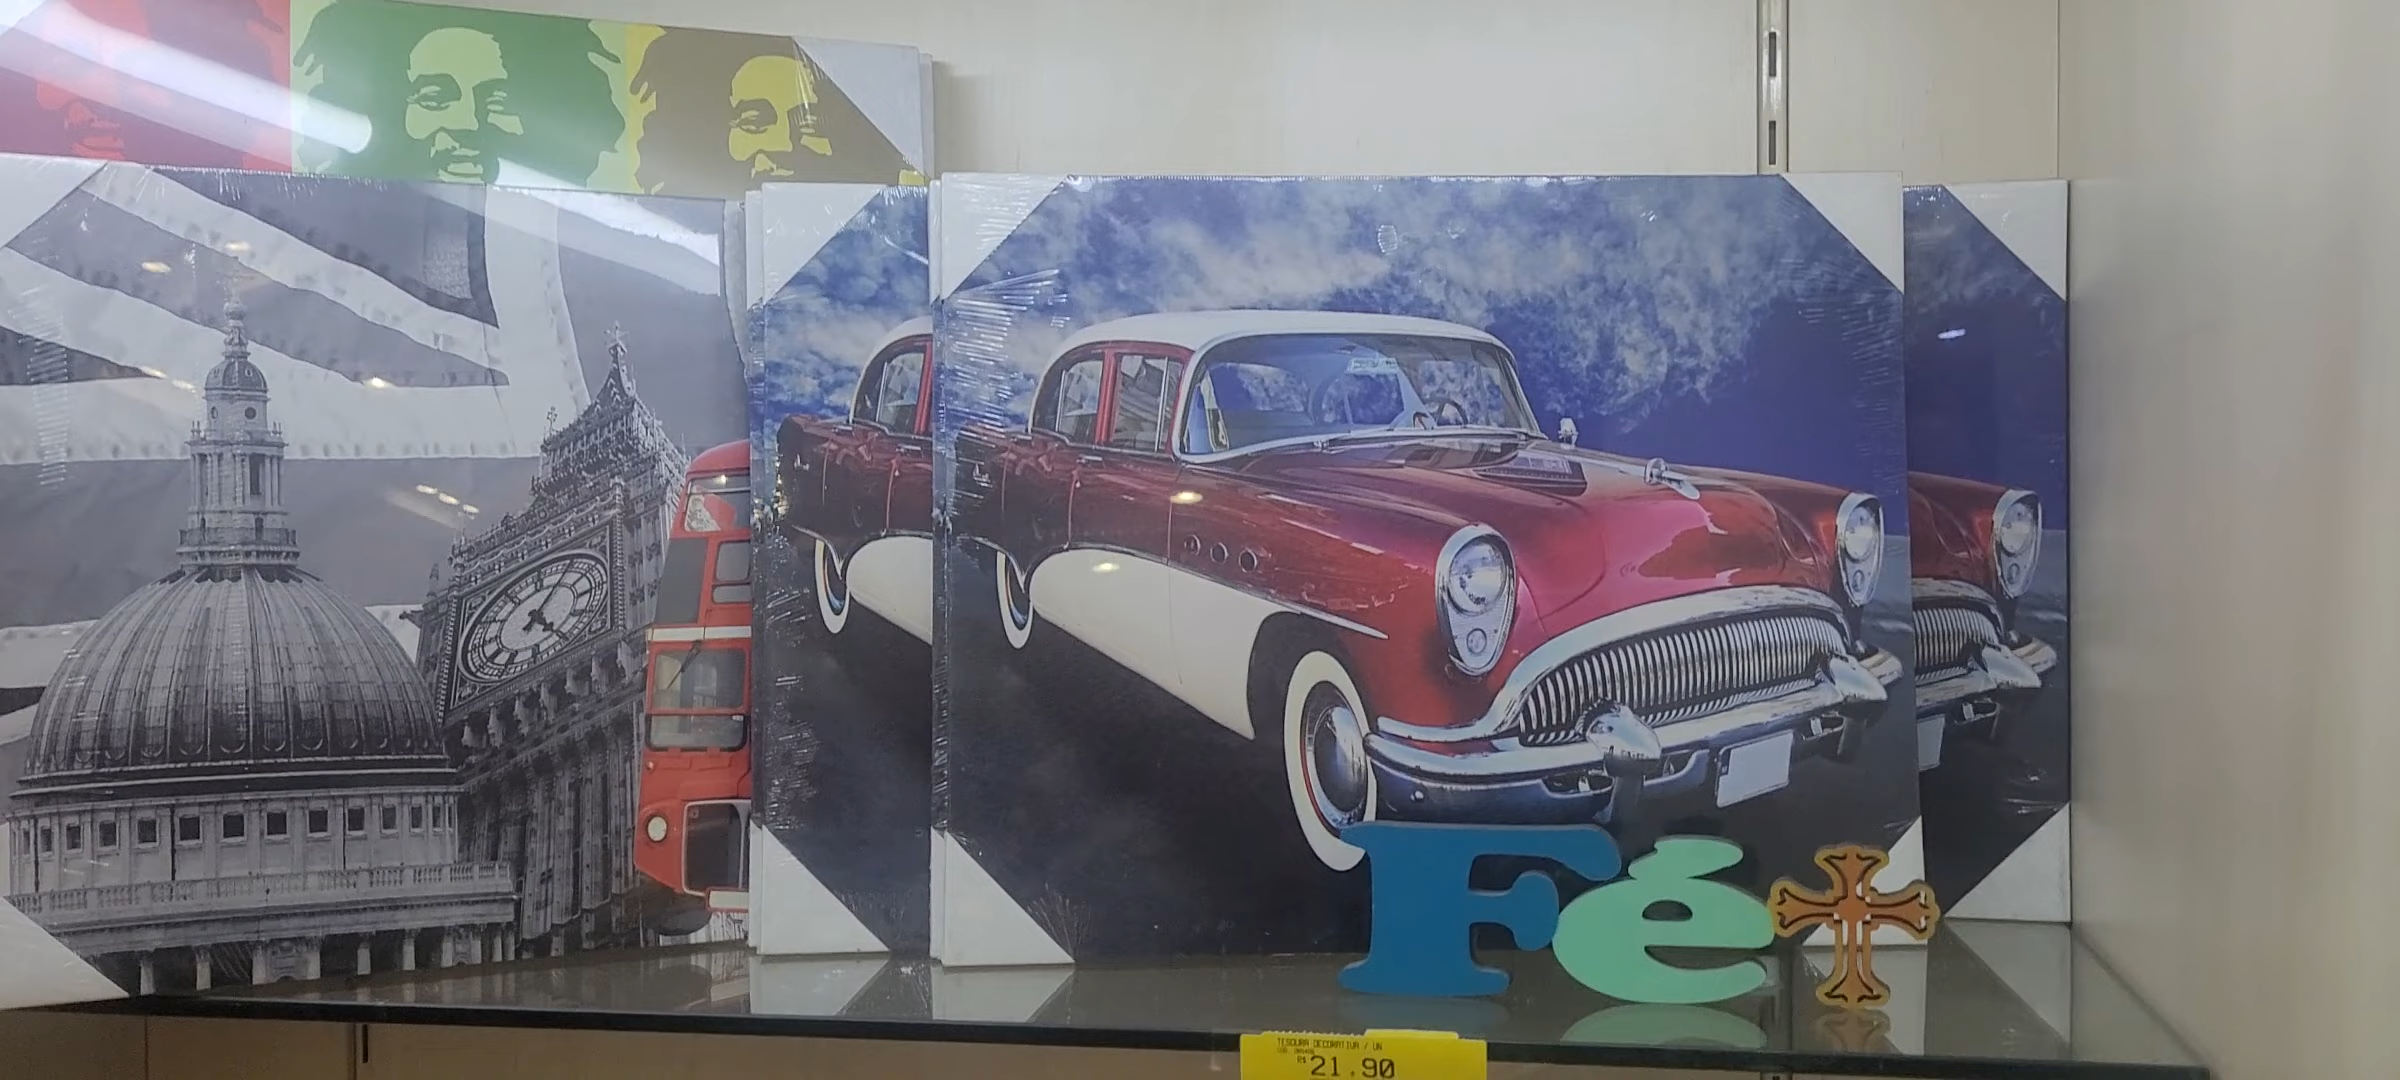 Fé
TESOURA DECORATIVA / UN
R$ 21.90